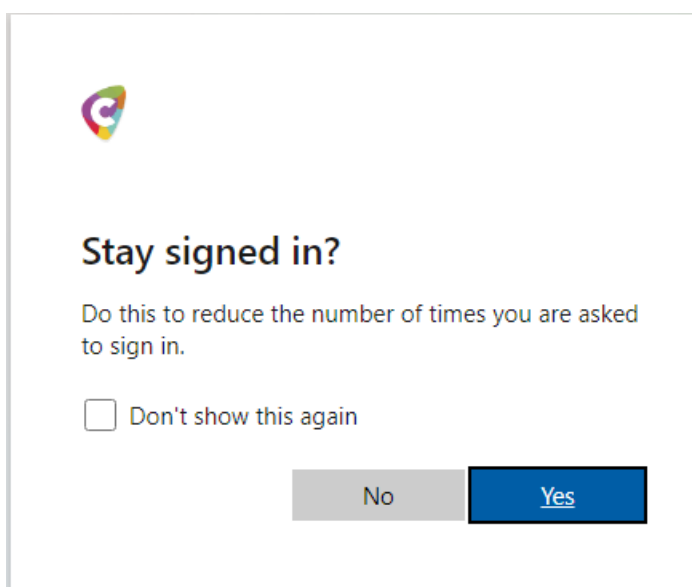 C
Stay signed in?
Do this to reduce the number of times you are asked
to sign in.
Don't show this again
No
Yes